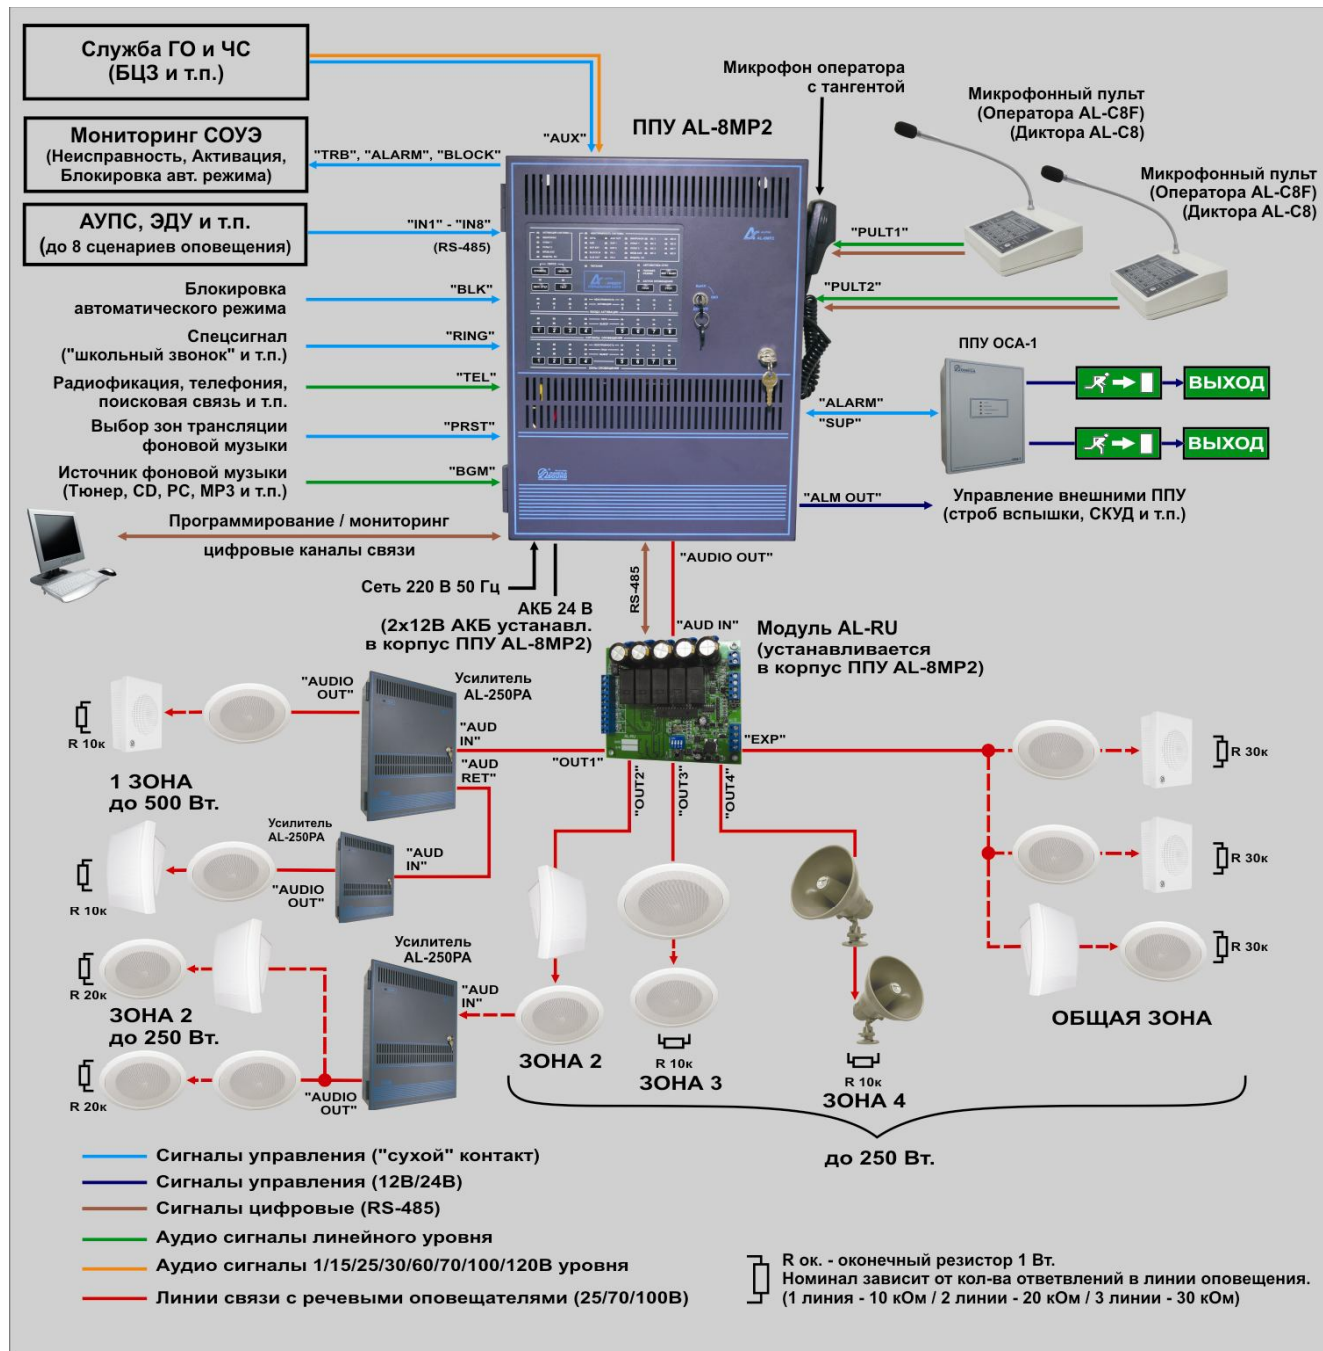 Служба ГО и ЧС
(БЦЗ и т.п.)
Мониторинг СОУЭ
(Неисправность, Активация,
Блокировка авт. режима)
АУПС, ЭДУ и т.п.
(до 8 сценариев оповещения)
"AUX"
"TRB", "ALARM", "BLOCK"
"IN1" - "IN8"
(RS-485)
ППУ AL-8MP2
Микрофон оператора
с тангентой
Микрофонный пульт
(Оператора AL-C8F)
(Диктора AL-C8)
Микрофонный пульт
(Оператора AL-C8F)
(Диктора AL-C8)
"PULT1"
"PULT2"
Блокировка
автоматического режима
"BLK"
Спецсигнал
("школьный звонок" и т.п.)
"RING"
Радиофикация, телефония,
поисковая связь и т.п.
"TEL"
Выбор зон трансляции
фоновой музыки
"PRST"
Источник фоновой музыки
(Тюнер, CD, PC, MP3 и т.п.)
"BGM"
Программирование / мониторинг
цифровые каналы связи
ППУ ОСА-1
"ALARM"
"SUP"
ВЫХОД
ВЫХОД
"ALM OUT"
Управление внешними ППУ
(строб вспышки, СКУД и т.п.)
Сеть 220 В 50 Гц
АКБ 24 В
(2x12В АКБ устанавл.
в корпус ППУ AL-8MP2)
RS-485
"AUDIO OUT"
"AUD IN"
Модуль AL-RU
(устанавливается
в корпус ППУ AL-8MP2)
"AUDIO
OUT"
Усилитель
AL-250PA
R 10к
"AUD
IN"
"AUD
RET"
"OUT1"
"OUT2"
"OUT3"
"OUT4"
"EXP"
R 30к
1 ЗОНА
до 500 Вт.
Усилитель
AL-250PA
"AUD
IN"
"AUDIO
OUT"
R 10к
R 30к
Усилитель
AL-250PA
"AUD
IN"
R 20к
ЗОНА 2
до 250 Вт.
R 20к
"AUDIO
OUT"
ЗОНА 2
R 10к
ЗОНА 3
R 10к
ЗОНА 4
R 30к
ОБЩАЯ ЗОНА
до 250 Вт.
Сигналы управления ("сухой" контакт)
Сигналы управления (12В/24В)
Сигналы цифровые (RS-485)
Аудио сигналы линейного уровня
Аудио сигналы 1/15/25/30/60/70/100/120В уровня
Линии связи с речевыми оповещателями (25/70/100В)
R ок. - оконечный резистор 1 Вт.
Номинал зависит от кол-ва ответвлений в линии оповещения.
(1 линия - 10 кОм / 2 линии - 20 кОм / 3 линии - 30 кОм)